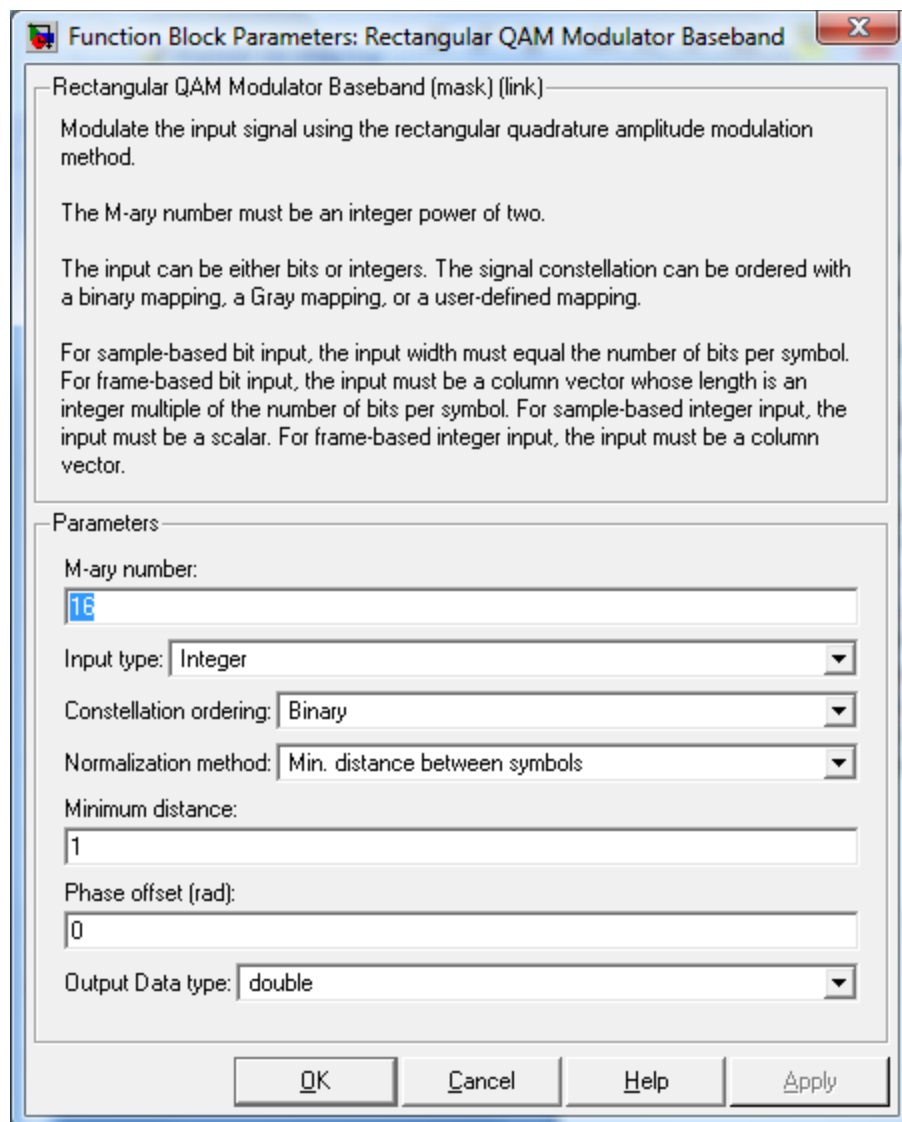 Function Block Parameters: Rectangular QAM Modulator Baseband
Rectangular QAM Modulator Baseband (mask) (link)
Modulate the input signal using the rectangular quadrature amplitude modulation
method.
The M-ary number must be an integer power of two.
The input can be either bits or integers. The signal constellation can be ordered with
a binary mapping, a Gray mapping, or a user-defined mapping.
For sample-based bit input, the input width must equal the number of bits per symbol.
For frame-based bit input, the input must be a column vector whose length is an
integer multiple of the number of bits per symbol. For sample-based integer input, the
input must be a scalar. For frame-based integer input, the input must be a column
vector.
Parameters
M-ary number:
16
Input type: Integer
Constellation ordering: Binary
Normalization method: Min. distance between symbols
Minimum distance:
1
Phase offset (rad):
0
Output Data type: double
OK Cancel Help Apply